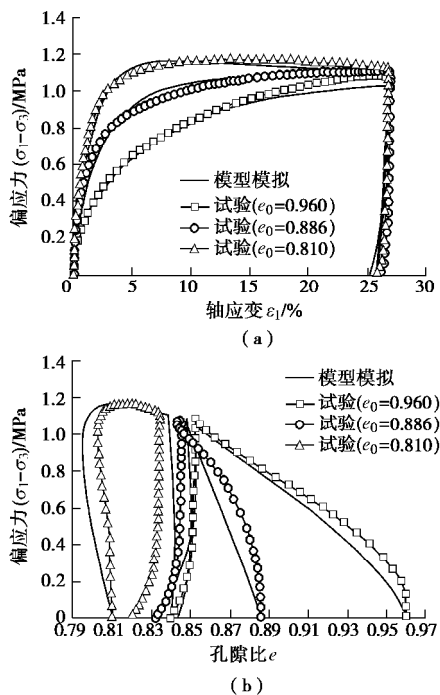 偏应力(σ₁-σ₃)/MPa
1.4
1.2
1.0
0.8
0.6
0.4
0.2
0 5 10 15 20 25 30
轴应变 ε₁/%
模型模拟
试验(e₀=0.960)
试验(e₀=0.886)
试验(e₀=0.810)
(a)
偏应力(σ₁-σ₃)/MPa
1.4
1.2
1.0
0.8
0.6
0.4
0.2
0
0.79 0.81 0.83 0.85 0.87 0.89 0.91 0.93 0.95 0.97
孔隙比 e
模型模拟
试验(e₀=0.960)
试验(e₀=0.886)
试验(e₀=0.810)
(b)